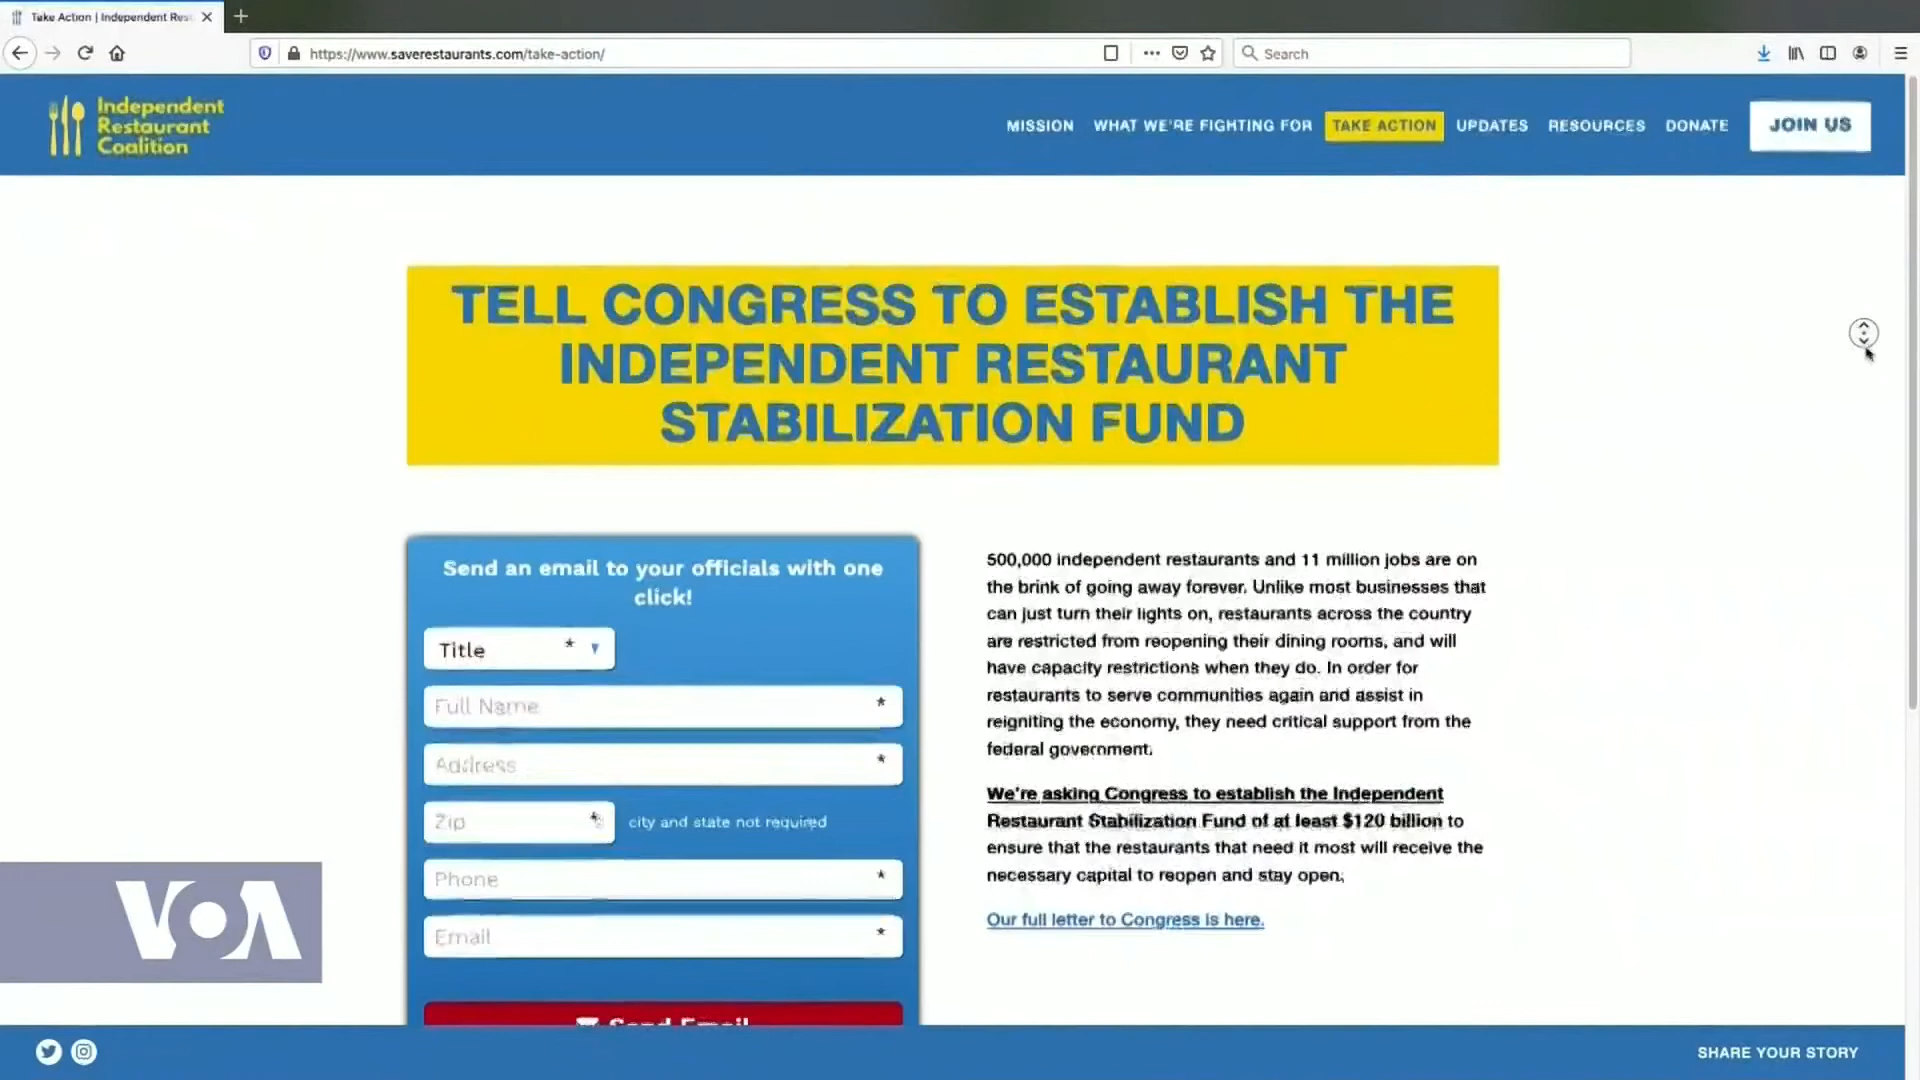 Take Action | Independent Res
https://www.saverestaurants.com/take-action/
Search
Independent
Restaurant
Coalition
MISSION
WHAT WE'RE FIGHTING FOR
TAKE ACTION
UPDATES
RESOURCES
DONATE
JOIN US
TELL CONGRESS TO ESTABLISH THE
INDEPENDENT RESTAURANT
STABILIZATION FUND
Send an email to your officials with one
click!
Title *
Full Name *
Address *
Zip * city and state not required
Phone *
Email *
Send Email
500,000 independent restaurants and 11 million jobs are on
the brink of going away forever. Unlike most businesses that
can just turn their lights on, restaurants across the country
are restricted from reopening their dining rooms, and will
have capacity restrictions when they do. In order for
restaurants to serve communities again and assist in
reigniting the economy, they need critical support from the
federal government.
We're asking Congress to establish the Independent
Restaurant Stabilization Fund of at least $120 billion to
ensure that the restaurants that need it most will receive the
necessary capital to reopen and stay open.
Our full letter to Congress is here.
VOA
SHARE YOUR STORY